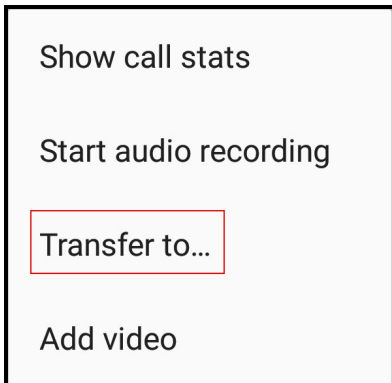 Show call stats
Start audio recording
Transfer to…
Add video